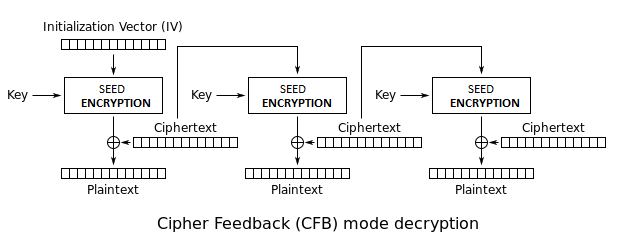 Initialization Vector (IV)
Key
SEED
ENCRYPTION
Key
SEED
ENCRYPTION
Key
SEED
ENCRYPTION
Ciphertext
Ciphertext
Ciphertext
Plaintext
Plaintext
Plaintext
Cipher Feedback (CFB) mode decryption